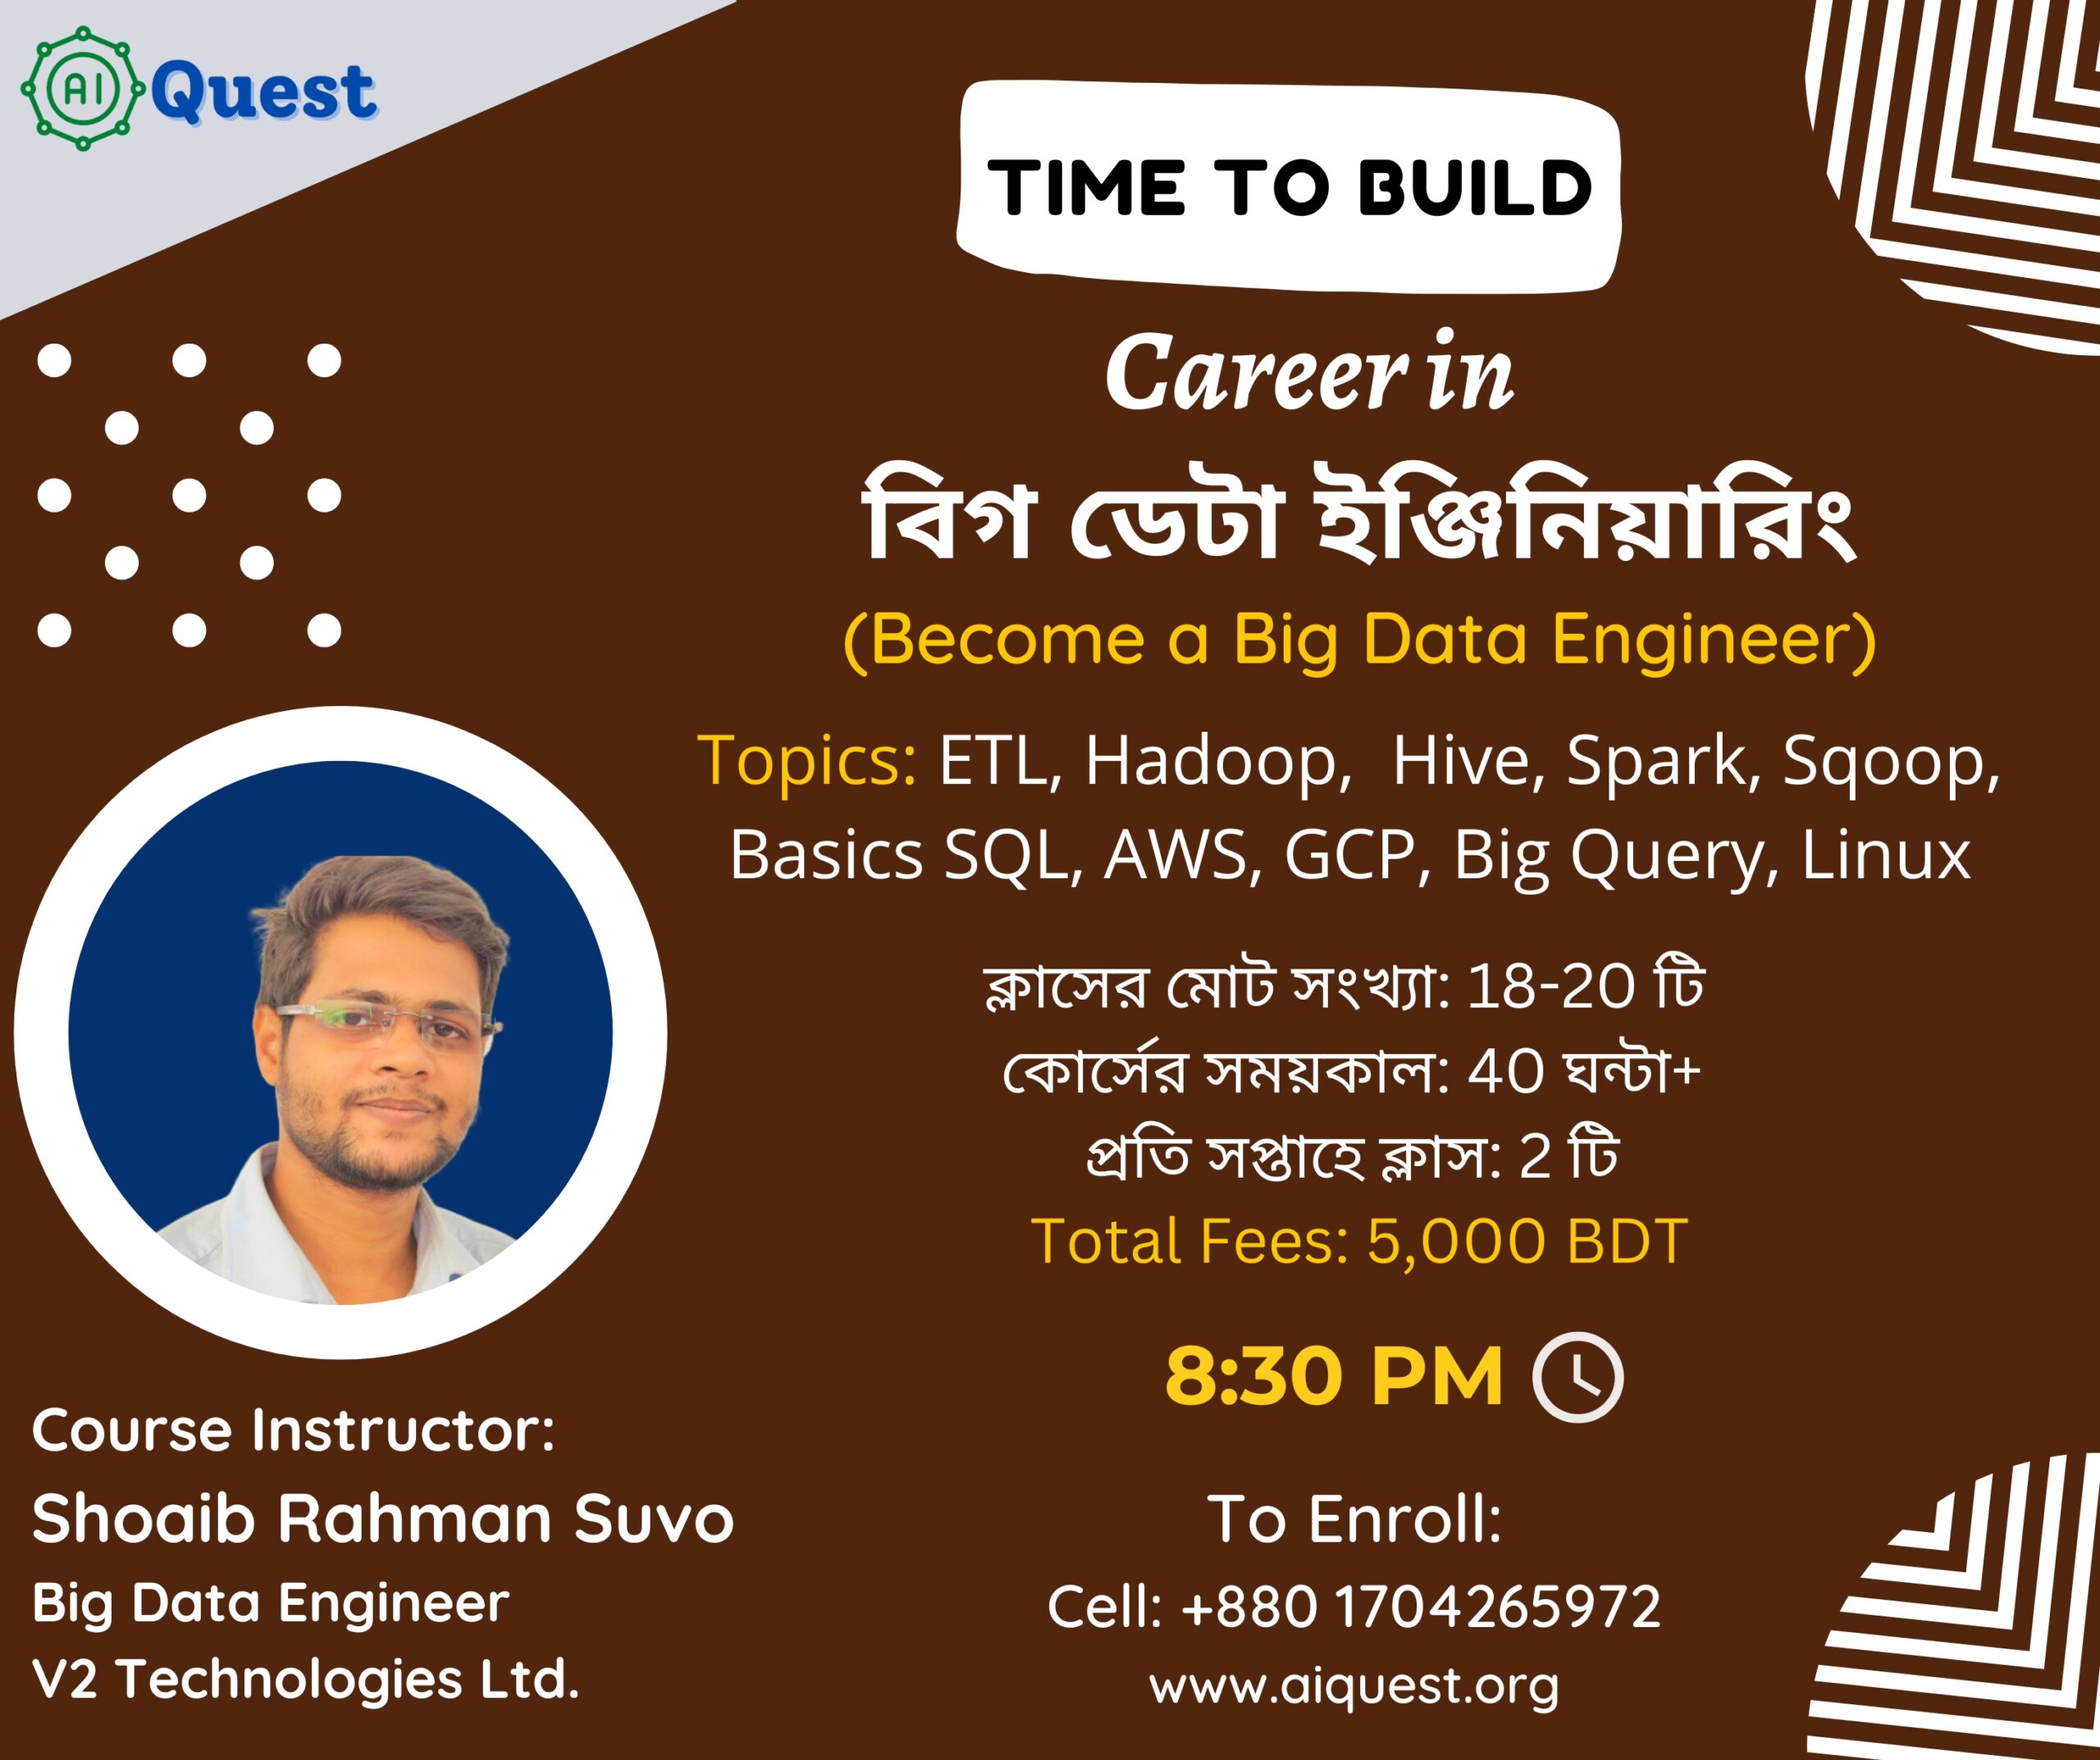 AI Quest
TIME TO BUILD
Career in
বিগ ডেটা ইঞ্জিনিয়ারিং
(Become a Big Data Engineer)
Topics: ETL, Hadoop, Hive, Spark, Sqoop,
Basics SQL, AWS, GCP, Big Query, Linux
ক্লাসের মোট সংখ্যা: 18-20 টি
কোর্সের সময়কাল: 40 ঘন্টা+
প্রতি সপ্তাহে ক্লাস: 2 টি
Total Fees: 5,000 BDT
8:30 PM
Course Instructor:
Shoaib Rahman Suvo
Big Data Engineer
V2 Technologies Ltd.
To Enroll:
Cell: +880 1704265972
www.aiquest.org